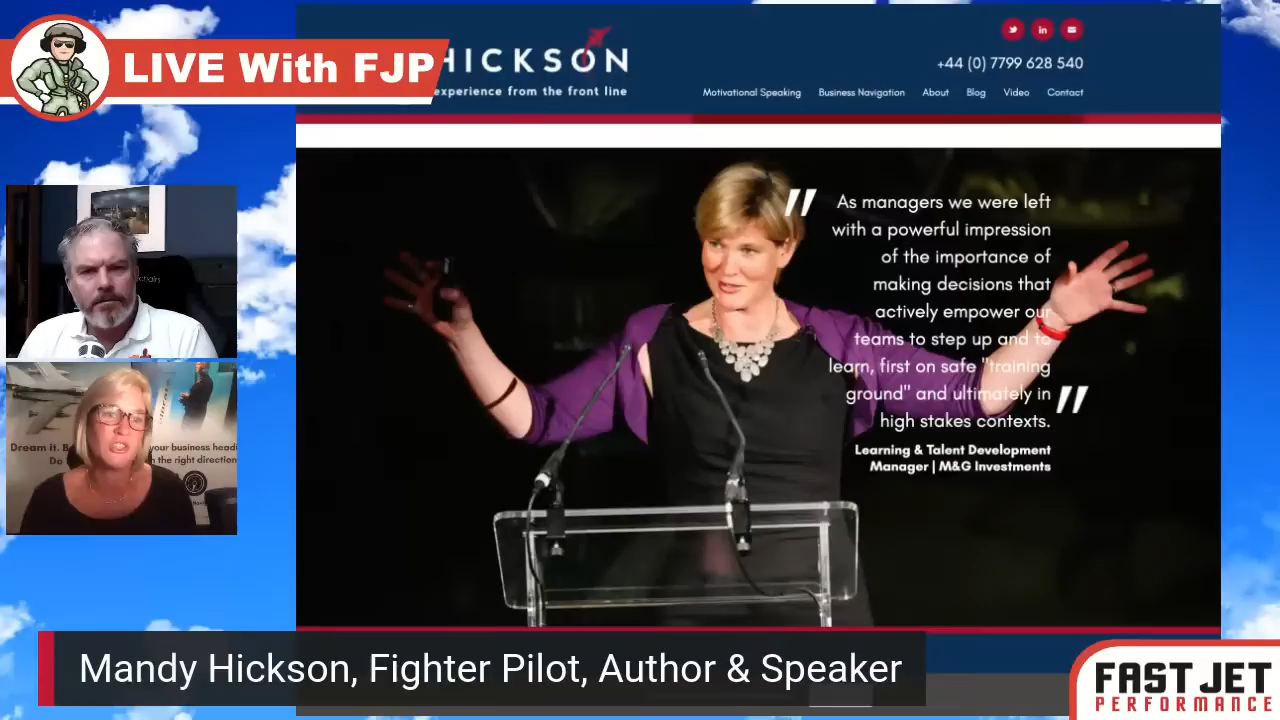 LIVE With FJP
HICKSON
experience from the front line
+44 (0) 7799 628 540
Motivational Speaking Business Navigation About Blog Video Contact
"As managers we were left
with a powerful impression
of the importance of
making decisions that
actively empower our
teams to step up and to
learn, first on safe "training
ground" and ultimately in
high stakes contexts."
Learning & Talent Development
Manager | M&G Investments
chairs
Dream it. your business
Do the right direction
Mandy Hickson, Fighter Pilot, Author & Speaker
FAST JET
PERFORMANCE